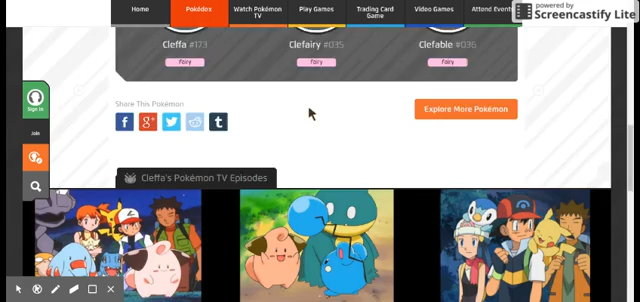 Home
Pokédex
Watch Pokémon TV
Play Games
Trading Card Game
Video Games
Attend Events
powered by
Screencastify Lite
Cleffa #173
Clefairy #035
Clefable #036
Fairy
Fairy
Fairy
Sign In
Join
Share This Pokémon
Explore More Pokémon
Cleffa's Pokémon TV Episodes